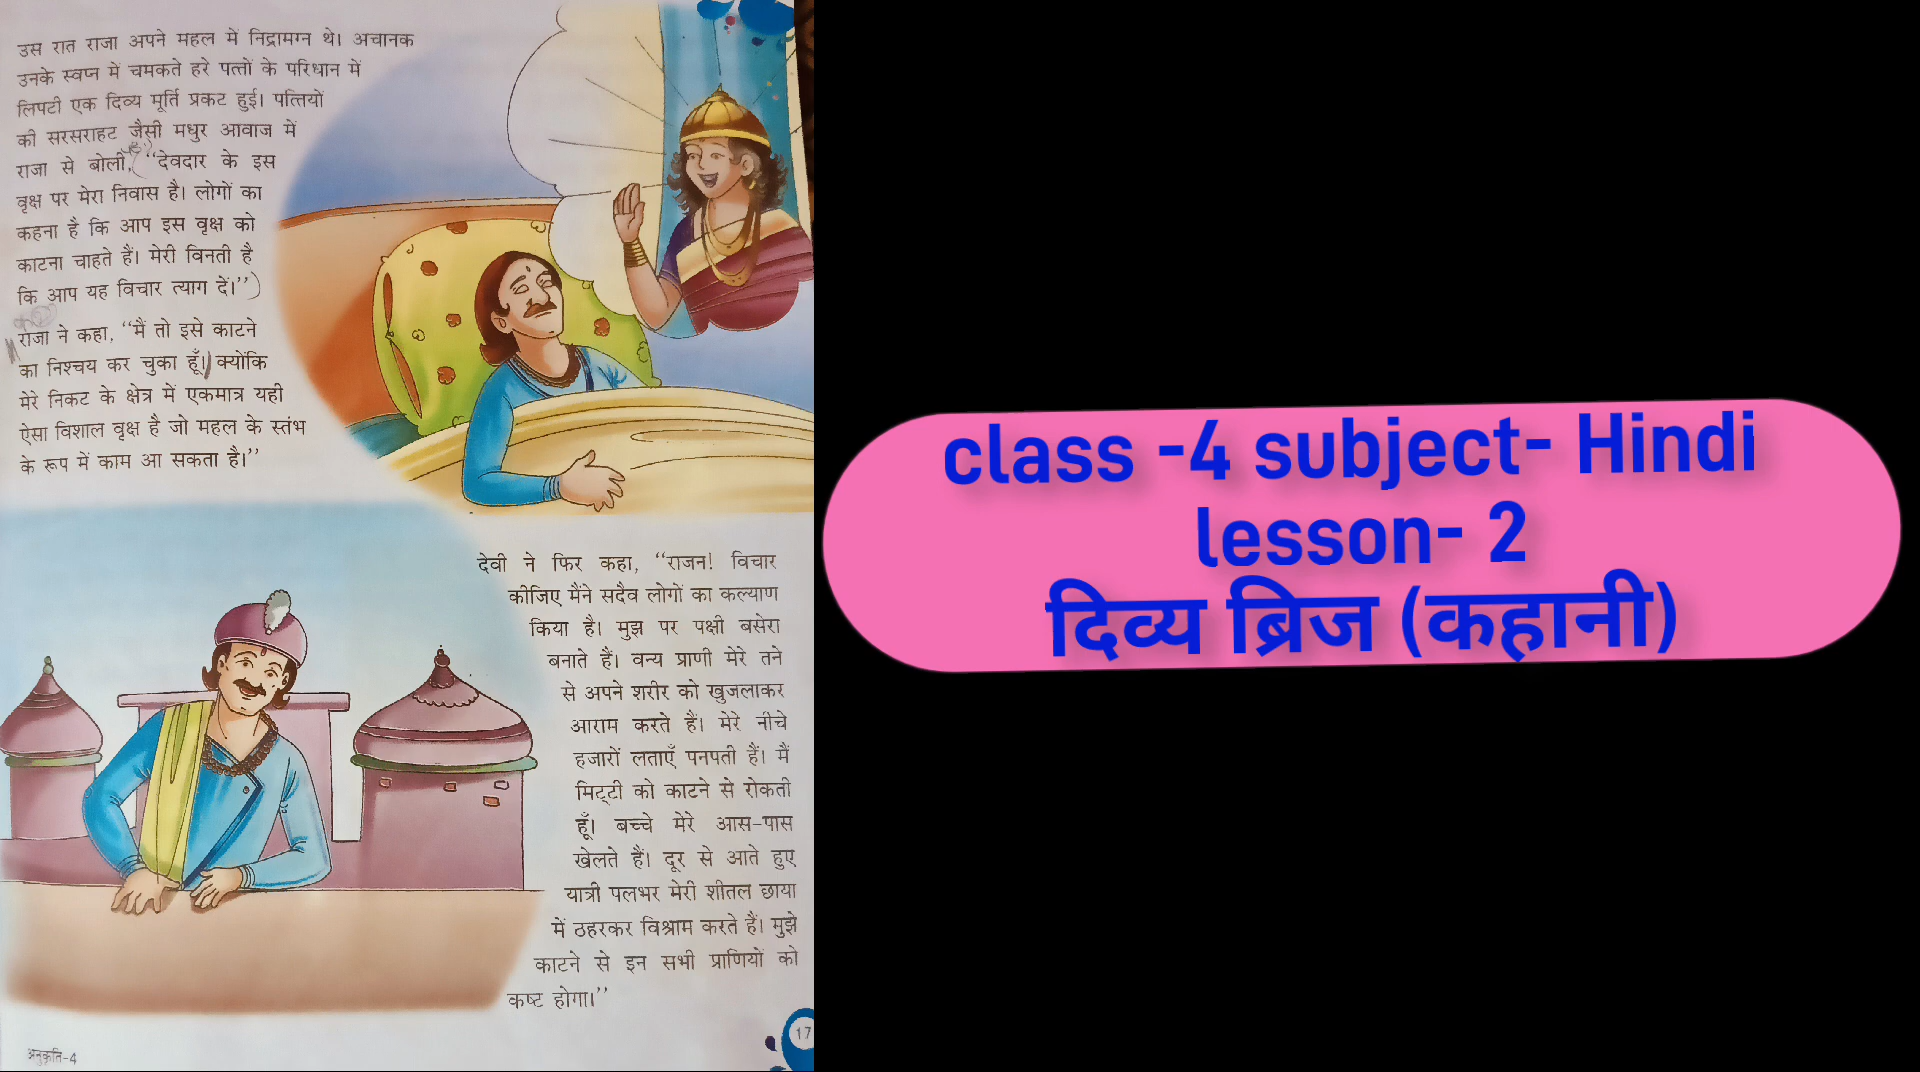 उस रात राजा अपने महल में निद्रामग्न थे। अचानक
उनके स्वप्न में चमकते हरे पत्तों के परिधान में
लिपटी एक दिव्य मूर्ति प्रकट हुई। पत्तियों
की सरसराहट जैसी मधुर आवाज में
राजा से बोली, “देवदार के इस
वृक्ष पर मेरा निवास है। लोगों का
कहना है कि आप इस वृक्ष को
काटना चाहते हैं। मेरी विनती है
कि आप यह विचार त्याग दें।”
राजा ने कहा, “मैं तो इसे काटने
का निश्चय कर चुका हूँ। क्योंकि
मेरे निकट के क्षेत्र में एकमात्र यही
ऐसा विशाल वृक्ष है जो महल के स्तंभ
के रूप में काम आ सकता है।”
देवी ने फिर कहा, “राजन! विचार
कीजिए मैंने सदैव लोगों का कल्याण
किया है। मुझ पर पक्षी बसेरा
बनाते हैं। वन्य प्राणी मेरे तने
से अपने शरीर को खुजलाकर
आराम करते हैं। मेरे नीचे
हजारों लताएँ पनपती हैं। मैं
मिट्टी को काटने से रोकती
हूँ। बच्चे मेरे आस-पास
खेलते हैं। दूर से आते हुए
यात्री पलभर मेरी शीतल छाया
में ठहरकर विश्राम करते हैं। मुझे
काटने से इन सभी प्राणियों को
कष्ट होगा।”
अनुकृति-4
17
class -4 subject- Hindi
lesson- 2
दिव्य ब्रिज (कहानी)